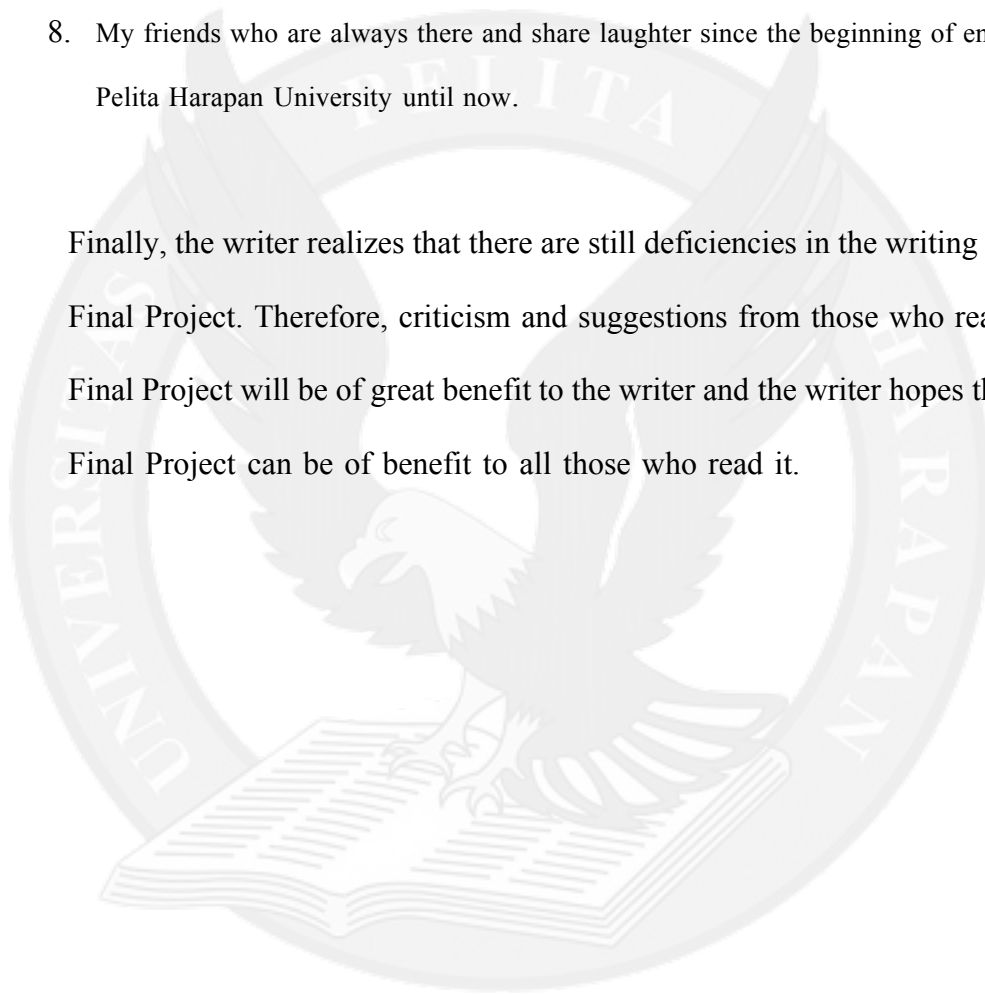 8. My friends who are always there and share laughter since the beginning of
Pelita Harapan University until now.
Finally, the writer realizes that there are still deficiencies in the writing
Final Project. Therefore, criticism and suggestions from those who
Final Project will be of great benefit to the writer and the writer hopes
Final Project can be of benefit to all those who read it.
UNIVERSITAS PELITA HARAPAN